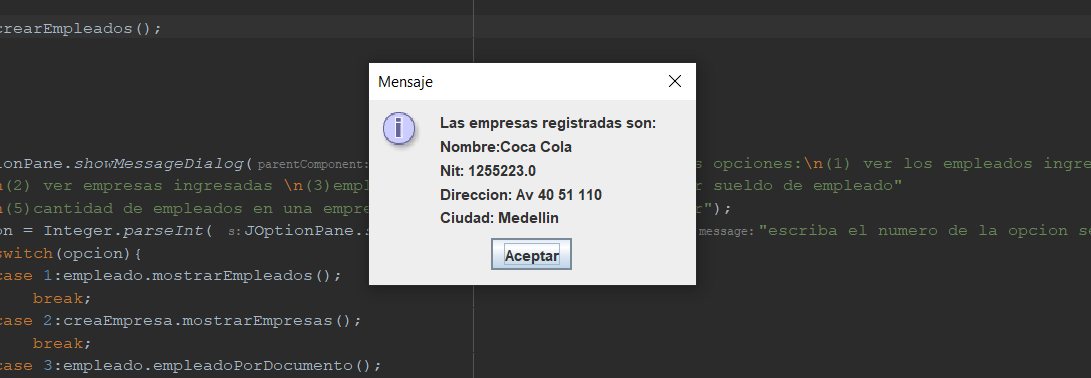 crearEmpleados();
Mensaje
Las empresas registradas son:
Nombre:Coca Cola
Nit: 1255223.0
Direccion: Av 40 51 110
Ciudad: Medellin
Aceptar
ionPane.showMessageDialog( parentComponent: s opciones:\n(1) ver los empleados ingre
n(2) ver empresas ingresadas \n(3)empl r sueldo de empleado"
n(5)cantidad de empleados en una empre r");
on = Integer.parseInt( s:JOptionPane. message: "escriba el numero de la opcion se
switch(opcion){
case 1:empleado.mostrarEmpleados();
break;
case 2:creaEmpresa.mostrarEmpresas();
break;
case 3:empleado.empleadoPorDocumento();